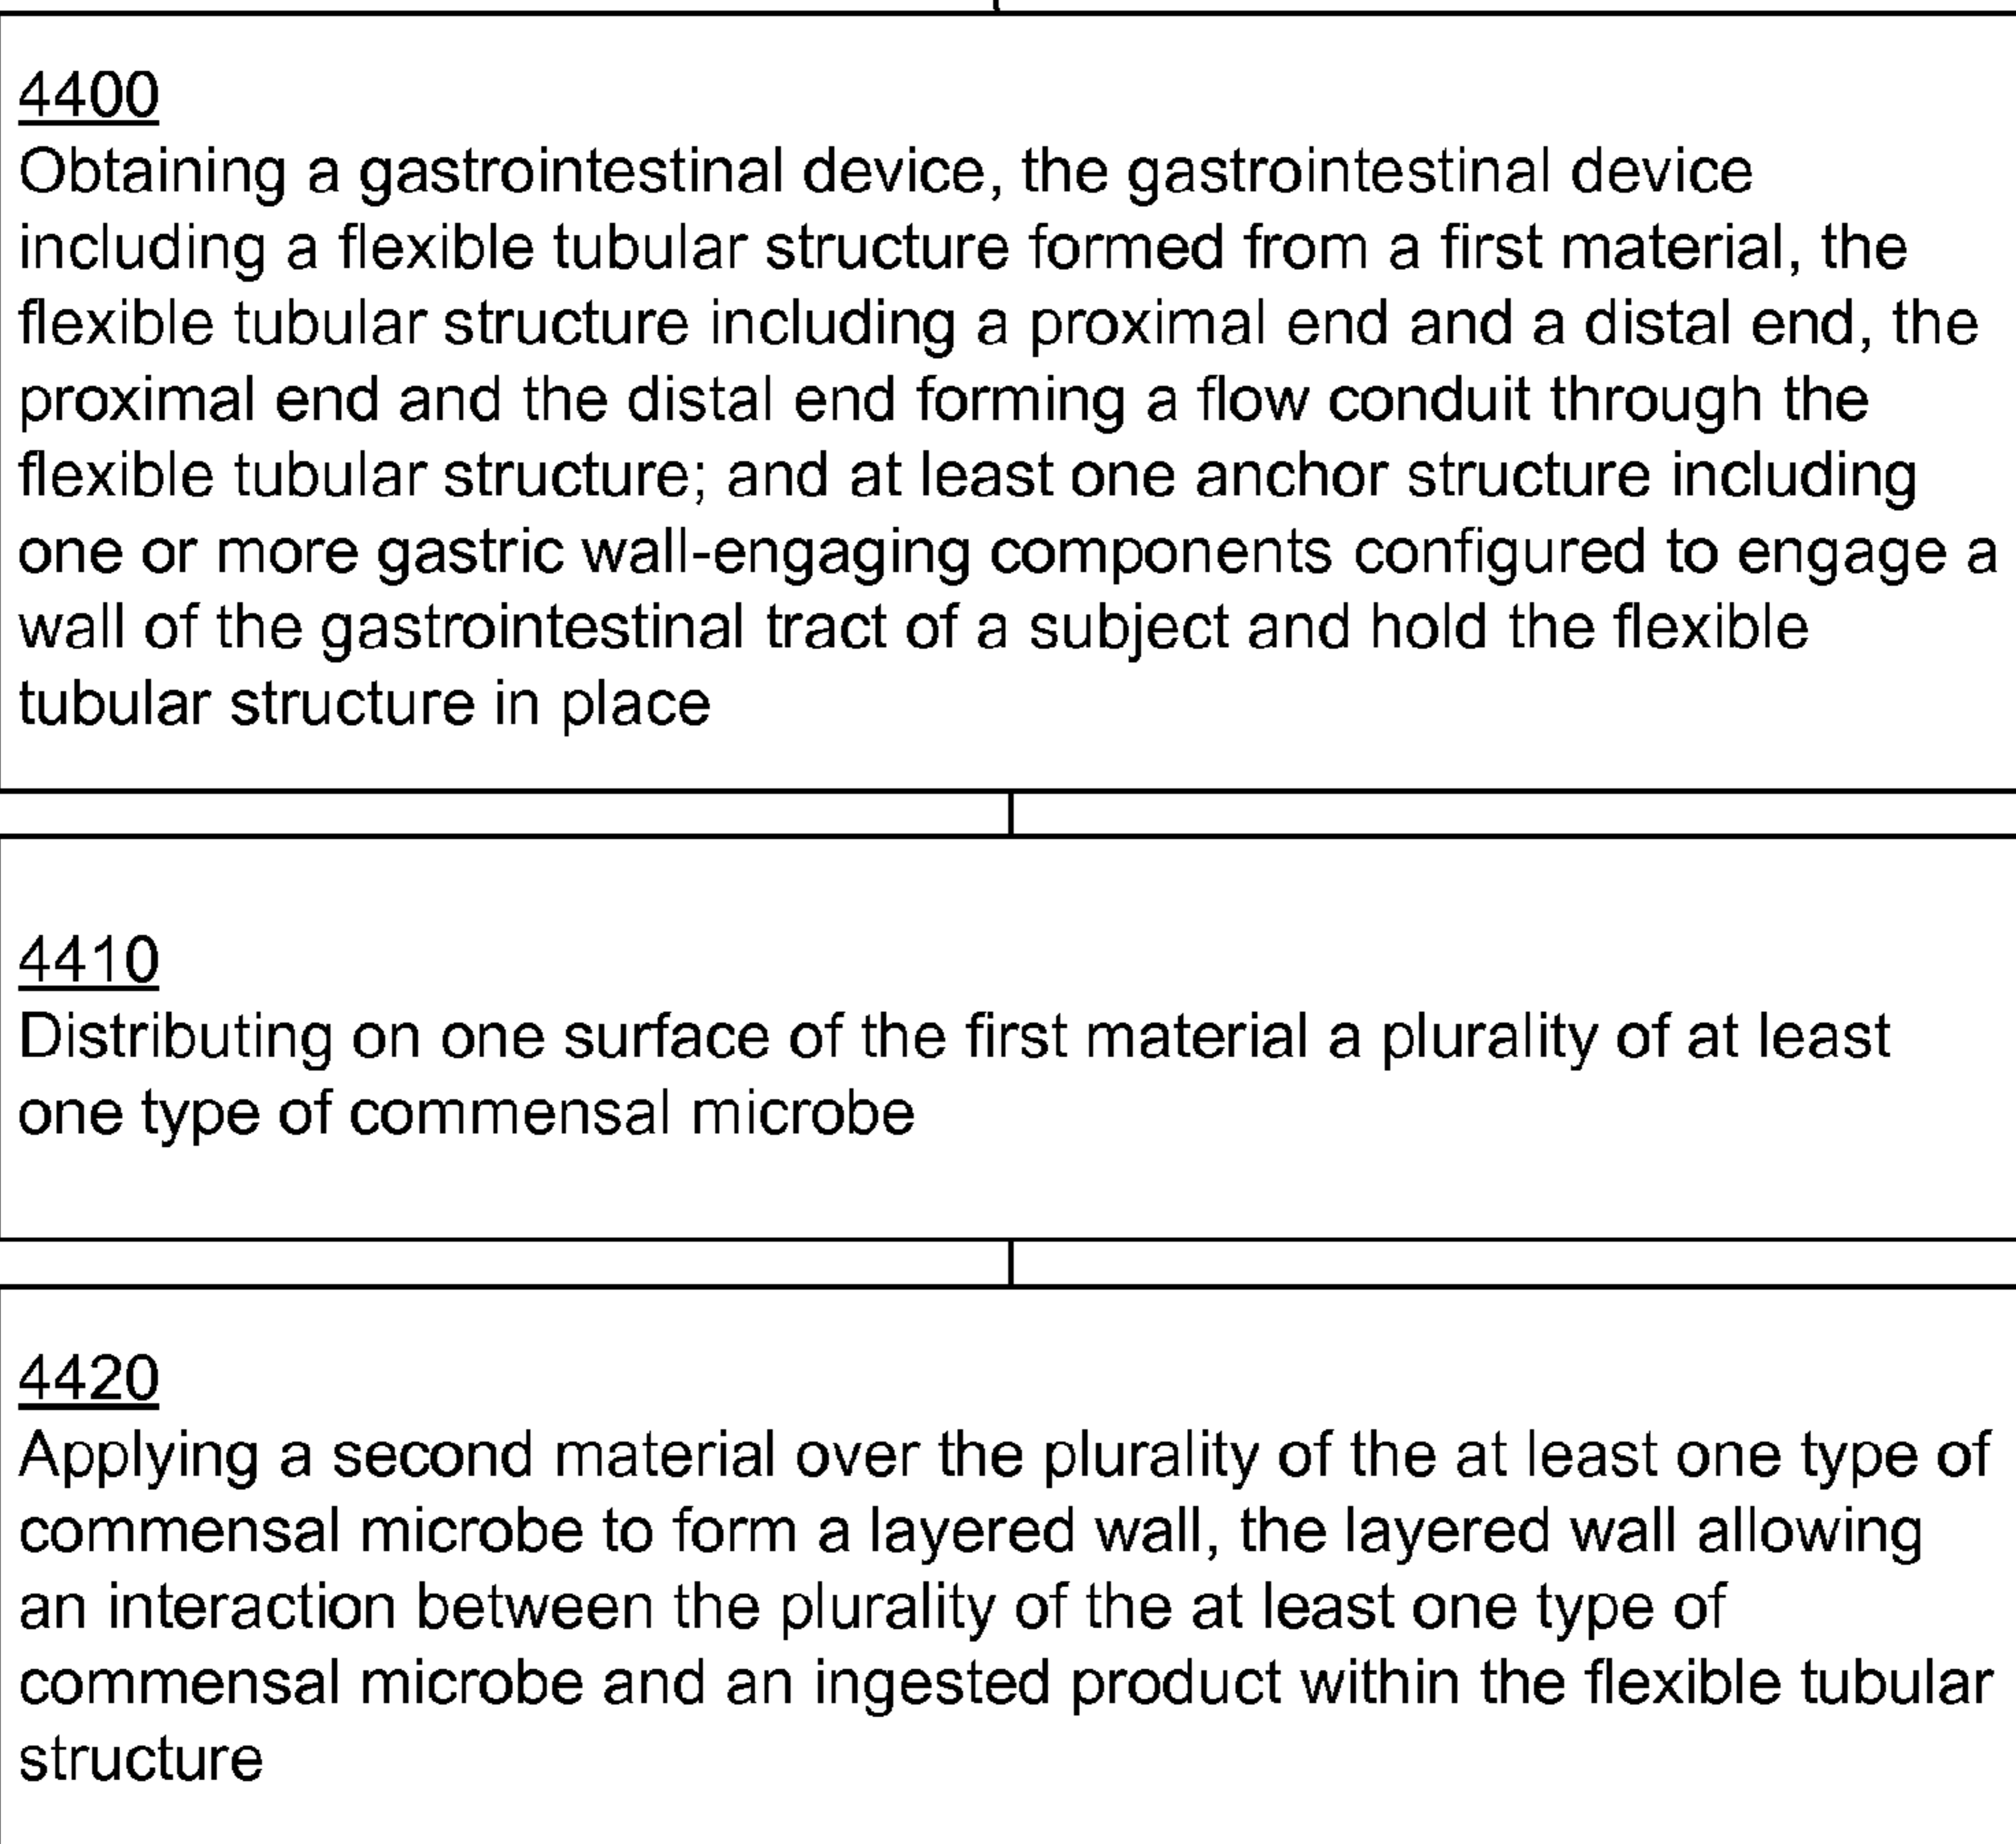 4400
Obtaining a gastrointestinal device, the gastrointestinal device
including a flexible tubular structure formed from a first material, the
flexible tubular structure including a proximal end and a distal end, the
proximal end and the distal end forming a flow conduit through the
flexible tubular structure; and at least one anchor structure including
one or more gastric wall-engaging components configured to engage a
wall of the gastrointestinal tract of a subject and hold the flexible
tubular structure in place
4410
Distributing on one surface of the first material a plurality of at least
one type of commensal microbe
4420
Applying a second material over the plurality of the at least one type of
commensal microbe to form a layered wall, the layered wall allowing
an interaction between the plurality of the at least one type of
commensal microbe and an ingested product within the flexible tubular
structure